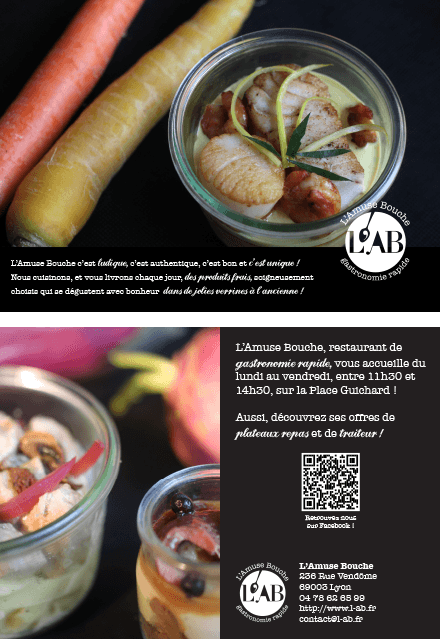 L'Amuse Bouche
L'AB
gastronomie rapide
L'Amuse Bouche c'est ludique, c'est authentique, c'est bon et c'est unique !
Nous cuisinons, et vous livrons chaque jour, des produits frais, soigneusement
choisis qui se dégustent avec bonheur dans de jolies verrines à l'ancienne !
L'Amuse Bouche, restaurant de
gastronomie rapide, vous accueille du
lundi au vendredi, entre 11h30 et
14h30, sur la Place Guichard !
Aussi, découvrez ses offres de
plateaux repas et de traiteur !
Retrouvez nous
sur Facebook !
L'Amuse Bouche
L'AB
gastronomie rapide
L'Amuse Bouche
236 Rue Vendôme
69003 Lyon
04 78 62 65 99
http://www.l-ab.fr
contact@l-ab.fr